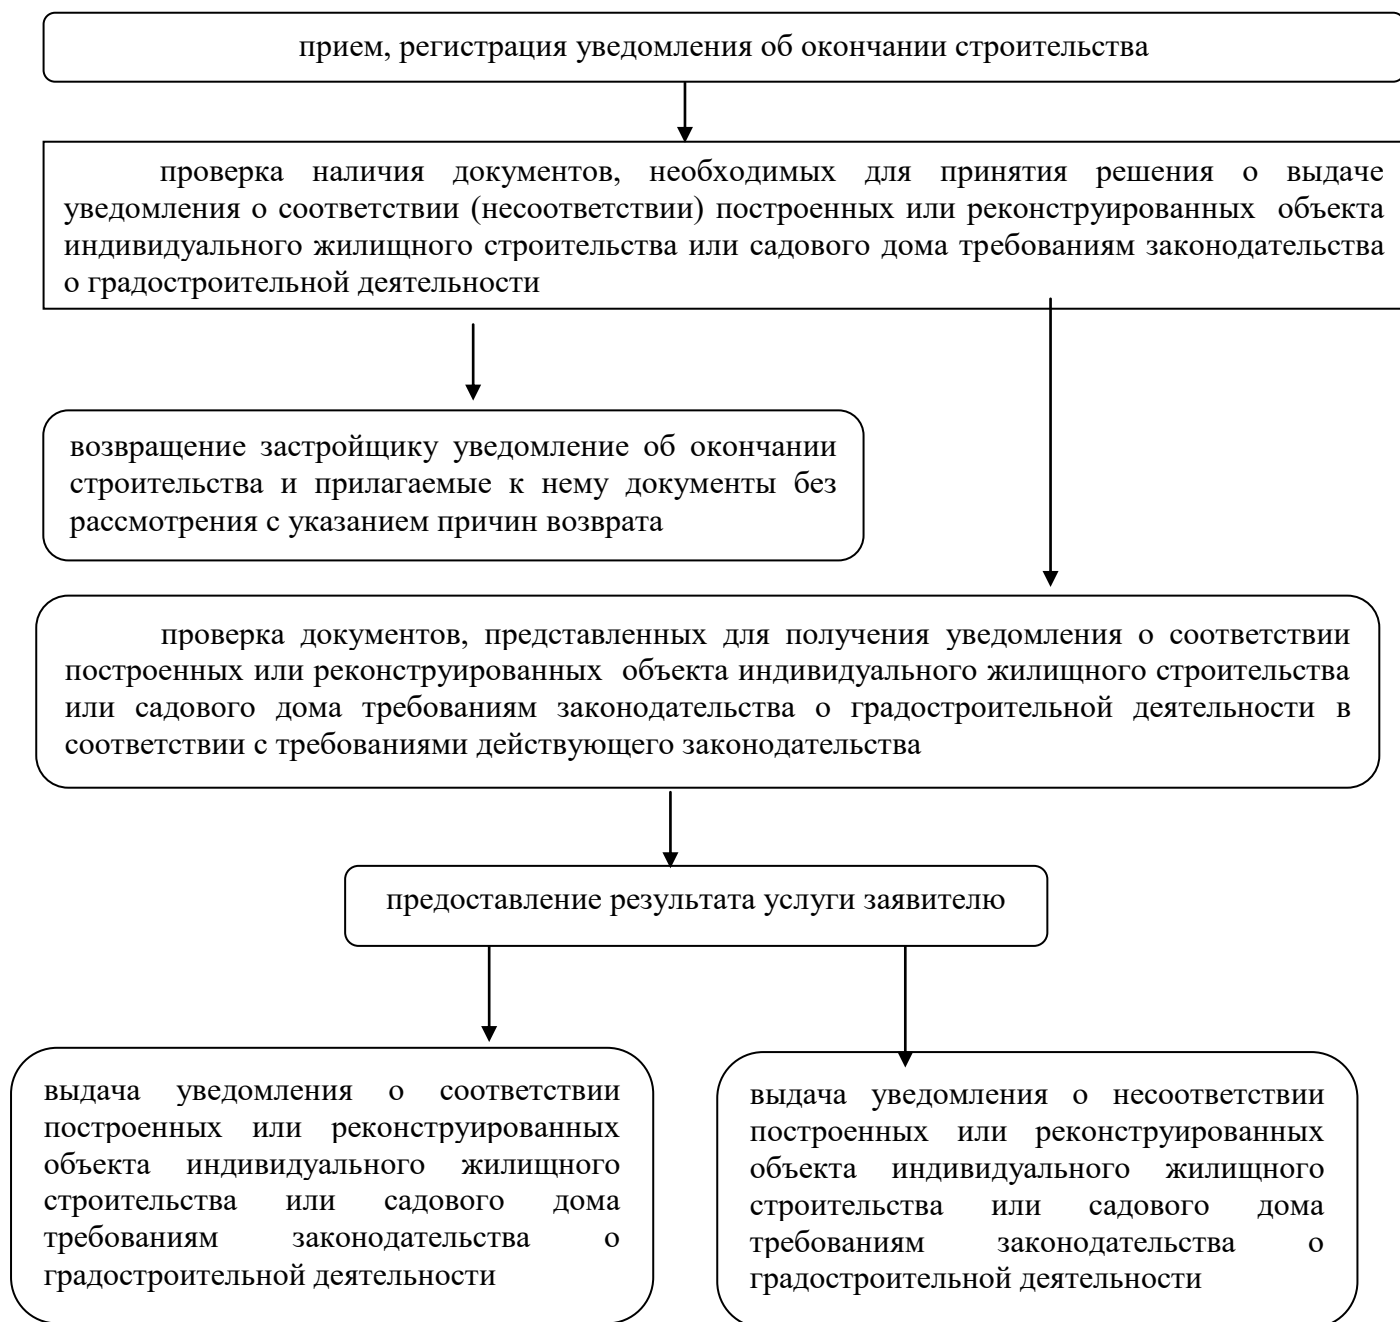 прием, регистрация уведомления об окончании строительства
проверка наличия документов, необходимых для принятия решения о выдаче
уведомления о соответствии (несоответствии) построенных или реконструированных объекта
индивидуального жилищного строительства или садового дома требованиям законодательства
о градостроительной деятельности
возвращение застройщику уведомление об окончании
строительства и прилагаемые к нему документы без
рассмотрения с указанием причин возврата
проверка документов, представленных для получения уведомления о соответствии
построенных или реконструированных объекта индивидуального жилищного строительства
или садового дома требованиям законодательства о градостроительной деятельности в
соответствии с требованиями действующего законодательства
предоставление результата услуги заявителю
выдача уведомления о соответствии
построенных или реконструированных
объекта индивидуального жилищного
строительства или садового дома
требованиям законодательства о
градостроительной деятельности
выдача уведомления о несоответствии
построенных или реконструированных
объекта индивидуального жилищного
строительства или садового дома
требованиям законодательства о
градостроительной деятельности